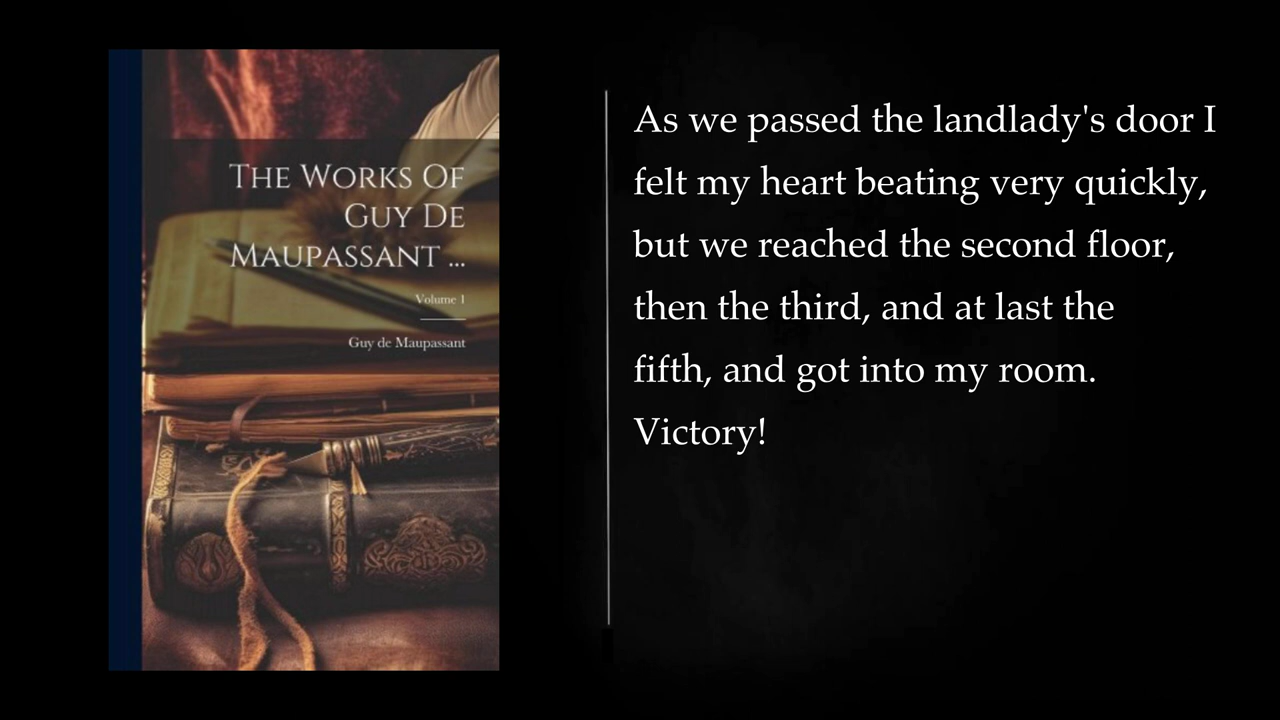 THE WORKS OF
GUY DE
MAUPASSANT ...
Volume 1
Guy de Maupassant
As we passed the landlady's door I
felt my heart beating very quickly,
but we reached the second floor,
then the third, and at last the
fifth, and got into my room.
Victory!